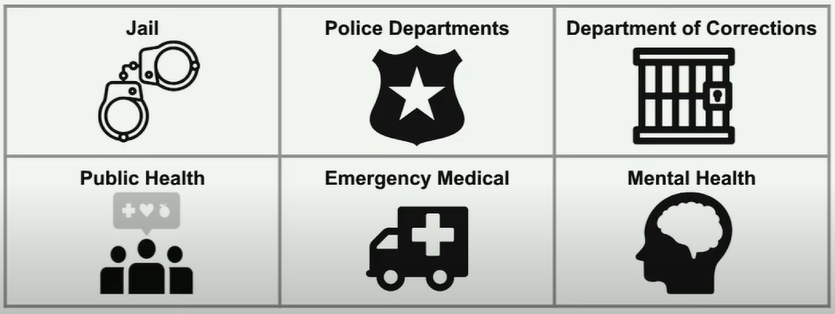 Jail
Police Departments
Department of Corrections
Public Health
Emergency Medical
Mental Health